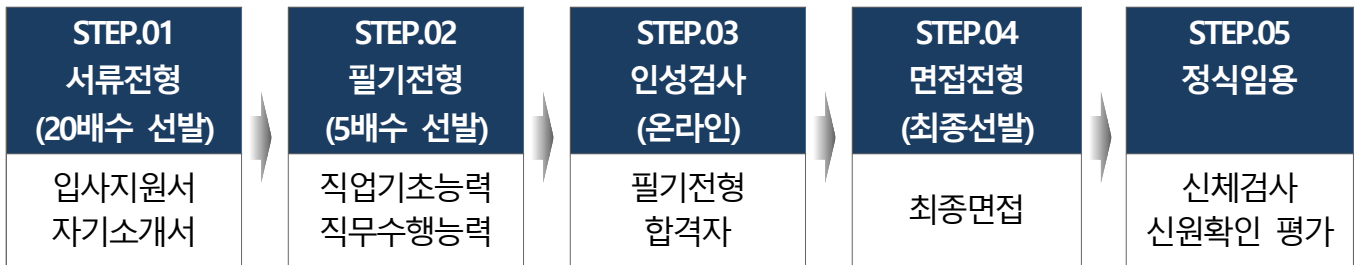 STEP.01
서류전형
(20배수 선발)
입사지원서
자기소개서
STEP.02
필기전형
(5배수 선발)
직업기초능력
직무수행능력
STEP.03
인성검사
(온라인)
필기전형
합격자
STEP.04
면접전형
(최종선발)
최종면접
STEP.05
정식임용
신체검사
신원확인 평가